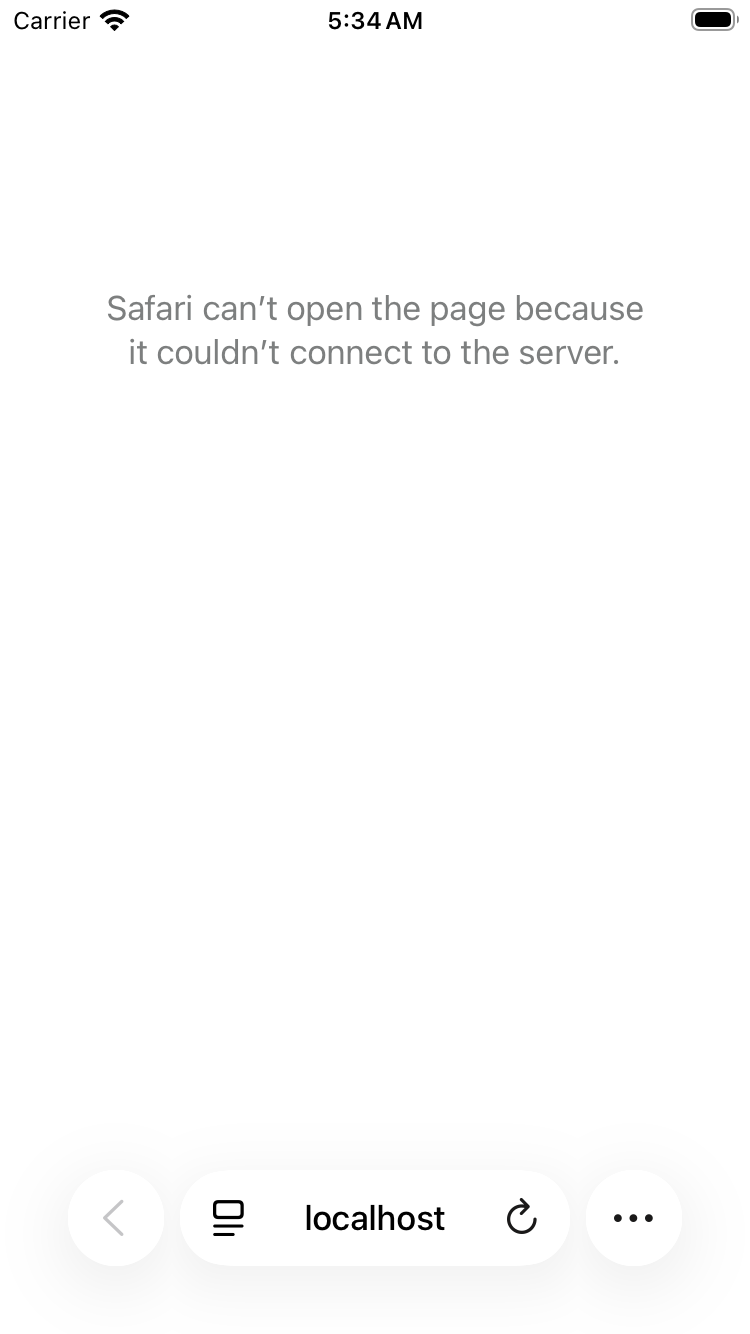 Carrier
5:34 AM
Safari can’t open the page because
it couldn’t connect to the server.
localhost